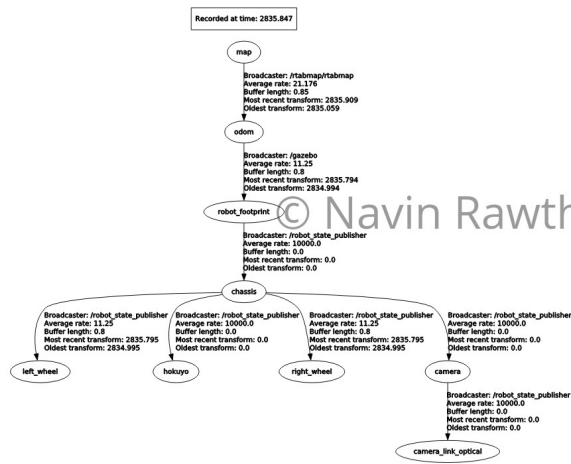 Recorded at time: 2835.847
map
Broadcaster: /rtabmap/rtabmap
Average rate: 21.176
Buffer length: 0.85
Most recent transform: 2835.909
Oldest transform: 2835.059
odom
Broadcaster: /gazebo
Average rate: 11.25
Buffer length: 0.8
Most recent transform: 2835.794
Oldest transform: 2834.994
robot_footprint
© Navin Rawth
Broadcaster: /robot_state_publisher
Average rate: 10000.0
Buffer length: 0.0
Most recent transform: 0.0
Oldest transform: 0.0
chassis
Broadcaster: /robot_state_publisher
Average rate: 11.25
Buffer length: 0.8
Most recent transform: 2835.795
Oldest transform: 2834.995
Broadcaster: /robot_state_publisher
Average rate: 10000.0
Buffer length: 0.0
Most recent transform: 0.0
Oldest transform: 0.0
Broadcaster: /robot_state_publisher
Average rate: 11.25
Buffer length: 0.8
Most recent transform: 2835.795
Oldest transform: 2834.995
Broadcaster: /robot_state_publisher
Average rate: 10000.0
Buffer length: 0.0
Most recent transform: 0.0
Oldest transform: 0.0
left_wheel
hokuyo
right_wheel
camera
Broadcaster: /robot_state_publisher
Average rate: 10000.0
Buffer length: 0.0
Most recent transform: 0.0
Oldest transform: 0.0
camera_link_optical